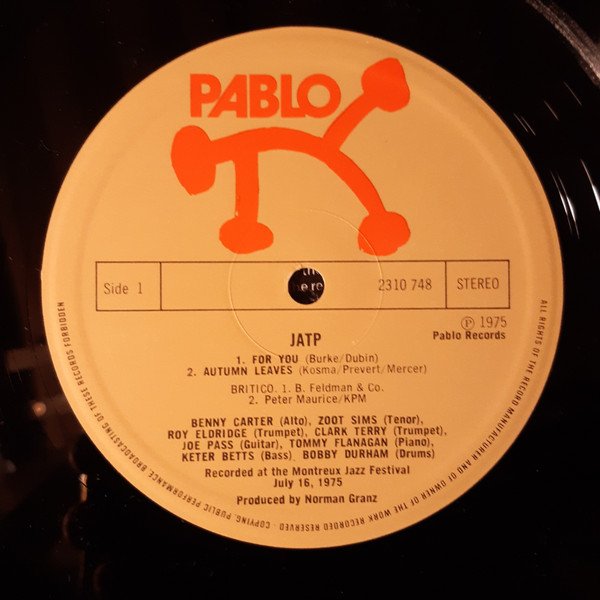 PABLO
Side 1
2310 748
STEREO
℗ 1975
Pablo Records
JATP
1. FOR YOU (Burke/Dubin)
2. AUTUMN LEAVES (Kosma/Prevert/Mercer)
BRITICO. 1. B. Feldman & Co.
2. Peter Maurice/KPM
BENNY CARTER (Alto), ZOOT SIMS (Tenor),
ROY ELDRIDGE (Trumpet), CLARK TERRY (Trumpet),
JOE PASS (Guitar), TOMMY FLANAGAN (Piano),
KETER BETTS (Bass) BOBBY DURHAM (Drums)
Recorded at the Montreux Jazz Festival
July 16, 1975
Produced by Norman Granz
ALL RIGHTS OF THE RECORD MANUFACTURER AND OF OWNER OF THE WORK RECORDED RESERVED · COPYING, PUBLIC PERFORMANCE BROADCASTING OF THESE RECORDS FORBIDDEN